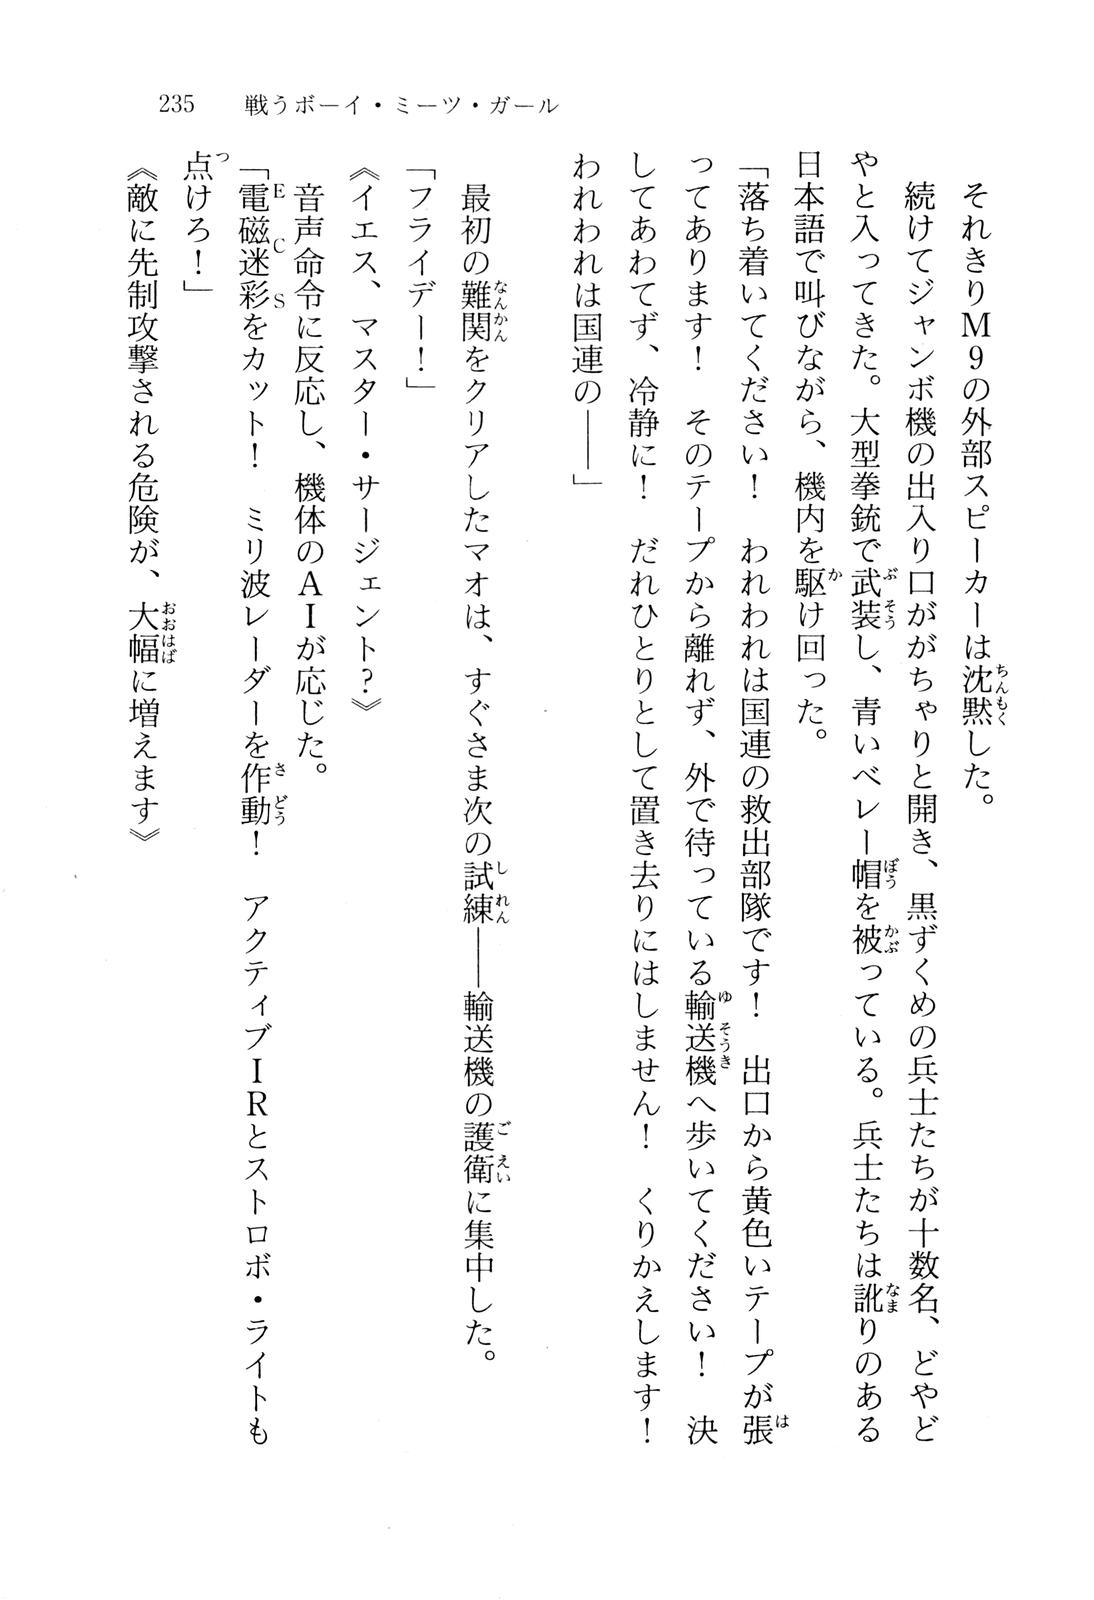 235　戦うボーイ・ミーツ・ガール
　それきりM9の外部スピーカーは沈黙した。
　続けてジャンボ機の出入り口ががちゃりと開き、黒ずくめの兵士たちが十数名、どやど
やと入ってきた。大型拳銃で武装し、青いベレー帽を被っている。兵士たちは訛りのある
日本語で叫びながら、機内を駆け回った。
「落ち着いてください！　われわれは国連の救出部隊です！　出口から黄色いテープが張
ってあります！　そのテープから離れず、外で待っている輸送機へ歩いてください！　決
してあわてず、冷静に！　だれひとりとして置き去りにはしません！　くりかえします！
われわれは国連の――」
　最初の難関をクリアしたマオは、すぐさま次の試練――輸送機の護衛に集中した。
「フライデー！」
《イエス、マスター・サージェント？》
　音声命令に反応し、機体のAIが応じた。
「電磁迷彩をカット！　ミリ波レーダーを作動！　アクティブIRとストロボ・ライトも
点けろ！」
《敵に先制攻撃される危険が、大幅に増えます》